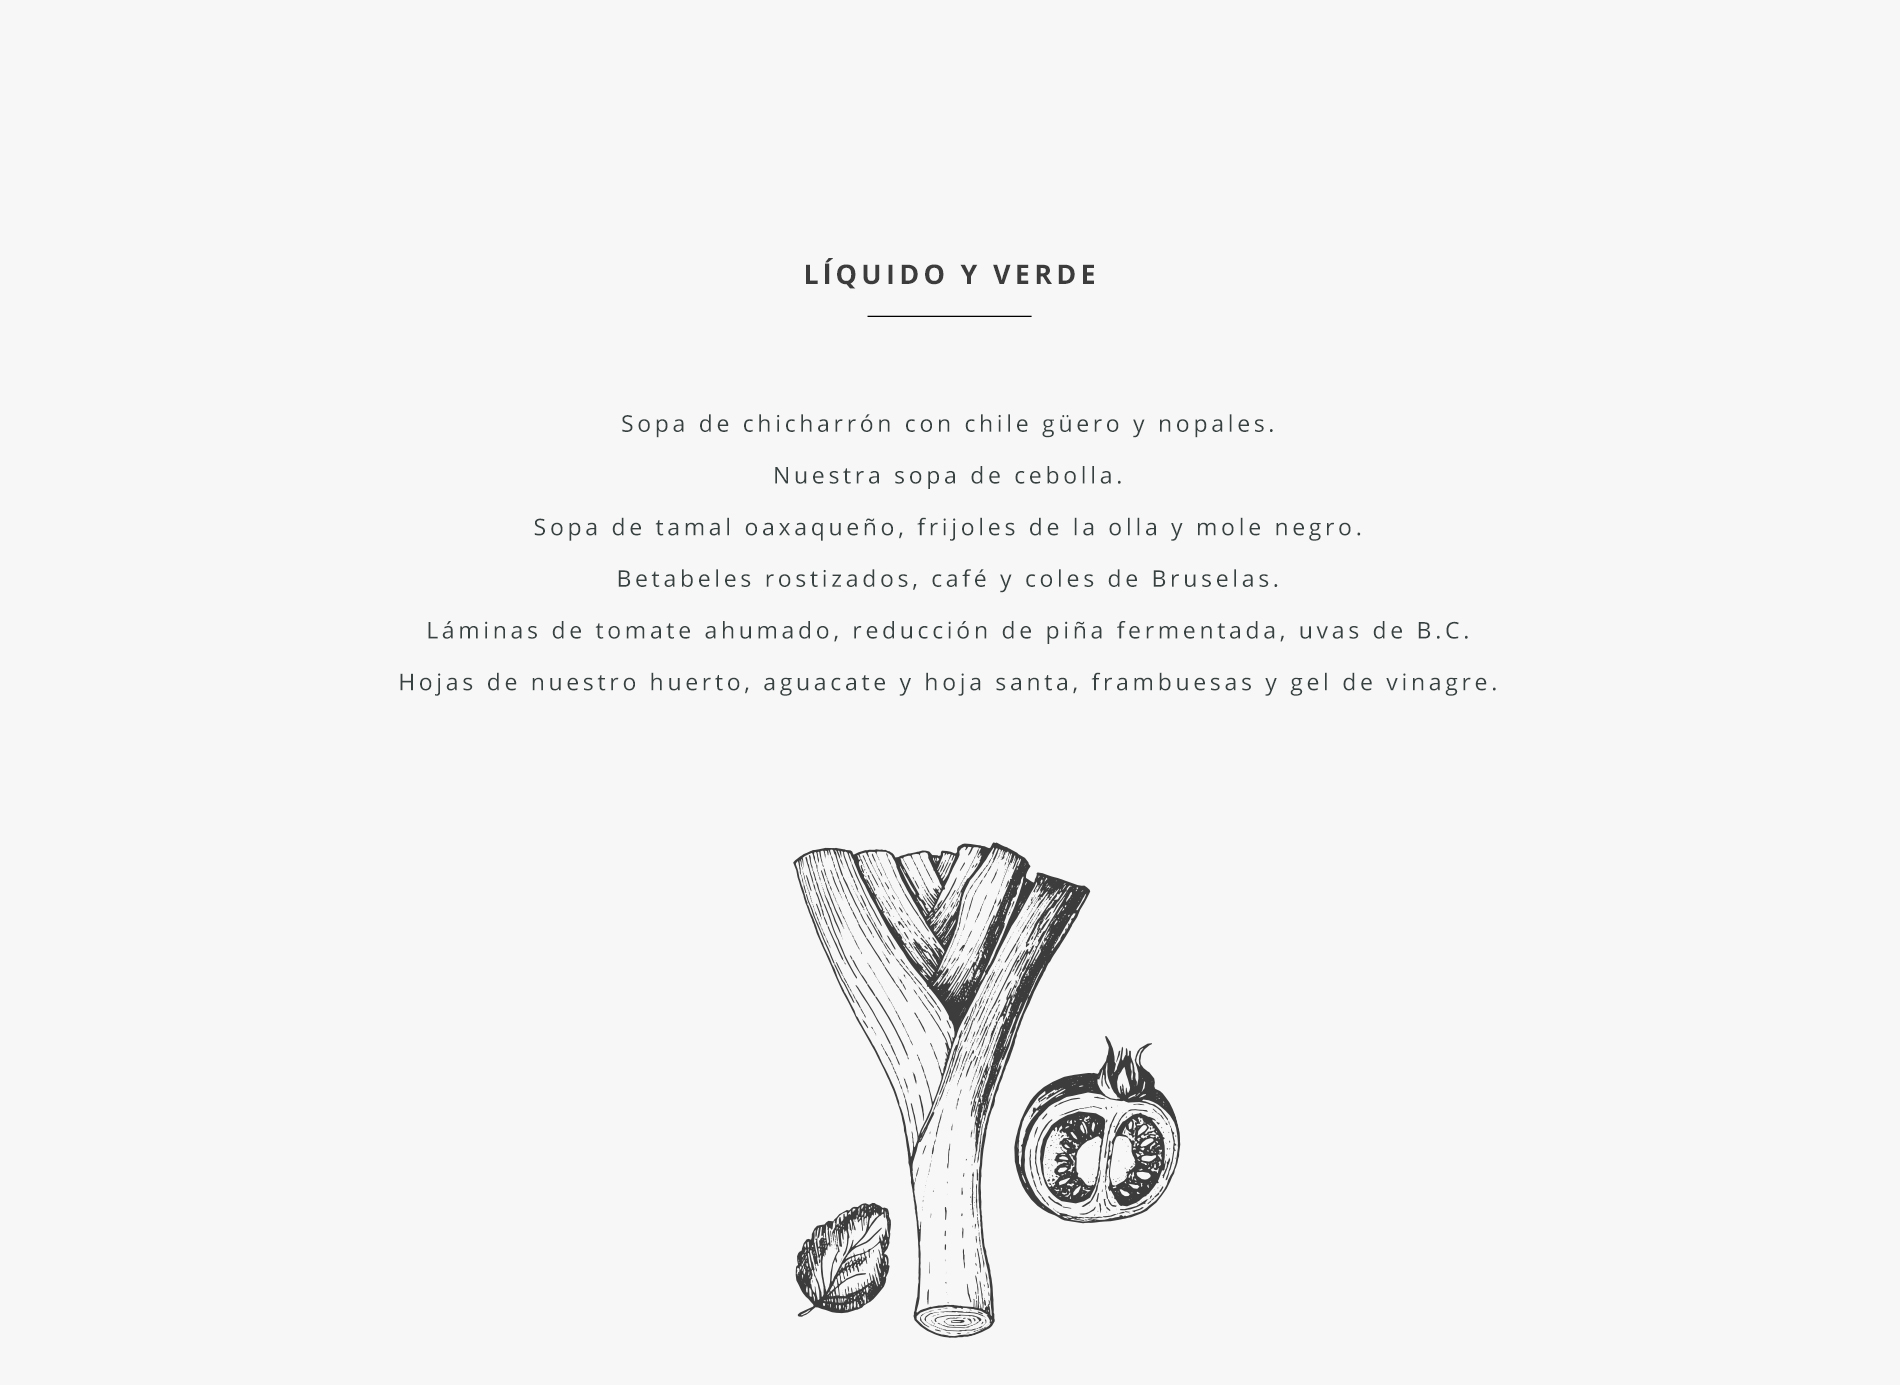 LÍQUIDO Y VERDE
Sopa de chicharrón con chile güero y nopales.
Nuestra sopa de cebolla.
Sopa de tamal oaxaqueño, frijoles de la olla y mole negro.
Betabeles rostizados, café y coles de Bruselas.
Láminas de tomate ahumado, reducción de piña fermentada, uvas de B.C.
Hojas de nuestro huerto, aguacate y hoja santa, frambuesas y gel de vinagre.